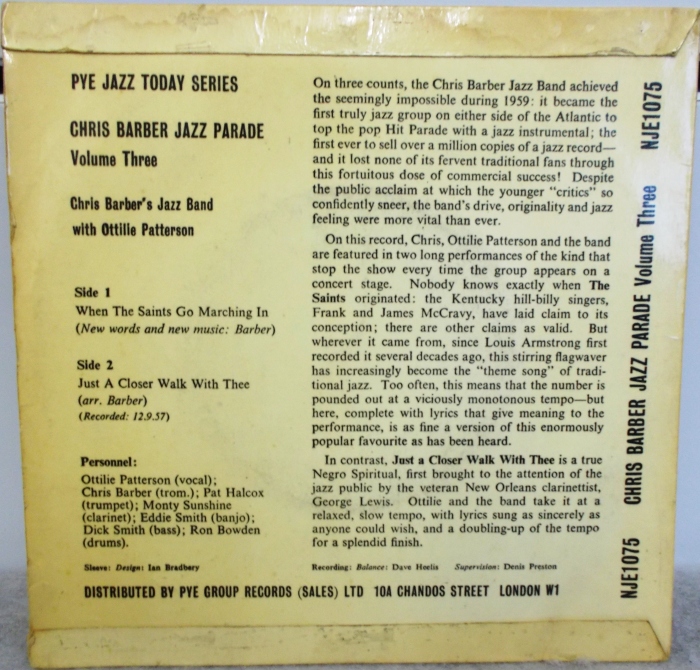 PYE JAZZ TODAY SERIES
CHRIS BARBER JAZZ PARADE
Volume Three
Chris Barber's Jazz Band
with Ottilie Patterson
Side 1
When The Saints Go Marching In
(New words and new music: Barber)
Side 2
Just A Closer Walk With Thee
(arr. Barber)
(Recorded: 12.9.57)
Personnel:
Ottilie Patterson (vocal);
Chris Barber (trom.); Pat Halcox
(trumpet); Monty Sunshine
(clarinet); Eddie Smith (banjo);
Dick Smith (bass); Ron Bowden
(drums).
Sleeve: Design: Ian Bradbery
On three counts, the Chris Barber Jazz Band achieved
the seemingly impossible during 1959: it became the
first truly jazz group on either side of the Atlantic to
top the pop Hit Parade with a jazz instrumental; the
first ever to sell over a million copies of a jazz record—
and it lost none of its fervent traditional fans through
this fortuitous dose of commercial success! Despite
the public acclaim at which the younger "critics" so
confidently sneer, the band's drive, originality and jazz
feeling were more vital than ever.
On this record, Chris, Ottilie Patterson and the band
are featured in two long performances of the kind that
stop the show every time the group appears on a
concert stage. Nobody knows exactly when The
Saints originated: the Kentucky hill-billy singers,
Frank and James McCravy, have laid claim to its
conception; there are other claims as valid. But
wherever it came from, since Louis Armstrong first
recorded it several decades ago, this stirring flagwaver
has increasingly become the "theme song" of tradi-
tional jazz. Too often, this means that the number is
pounded out at a viciously monotonous tempo—but
here, complete with lyrics that give meaning to the
performance, is as fine a version of this enormously
popular favourite as has been heard.
In contrast, Just a Closer Walk With Thee is a true
Negro Spiritual, first brought to the attention of the
jazz public by the veteran New Orleans clarinettist,
George Lewis. Ottilie and the band take it at a
relaxed, slow tempo, with lyrics sung as sincerely as
anyone could wish, and a doubling-up of the tempo
for a splendid finish.
Recording: Balance: Dave Heelis Supervision: Denis Preston
DISTRIBUTED BY PYE GROUP RECORDS (SALES) LTD 10A CHANDOS STREET LONDON W1
NJE1075 CHRIS BARBER JAZZ PARADE Volume Three NJE1075